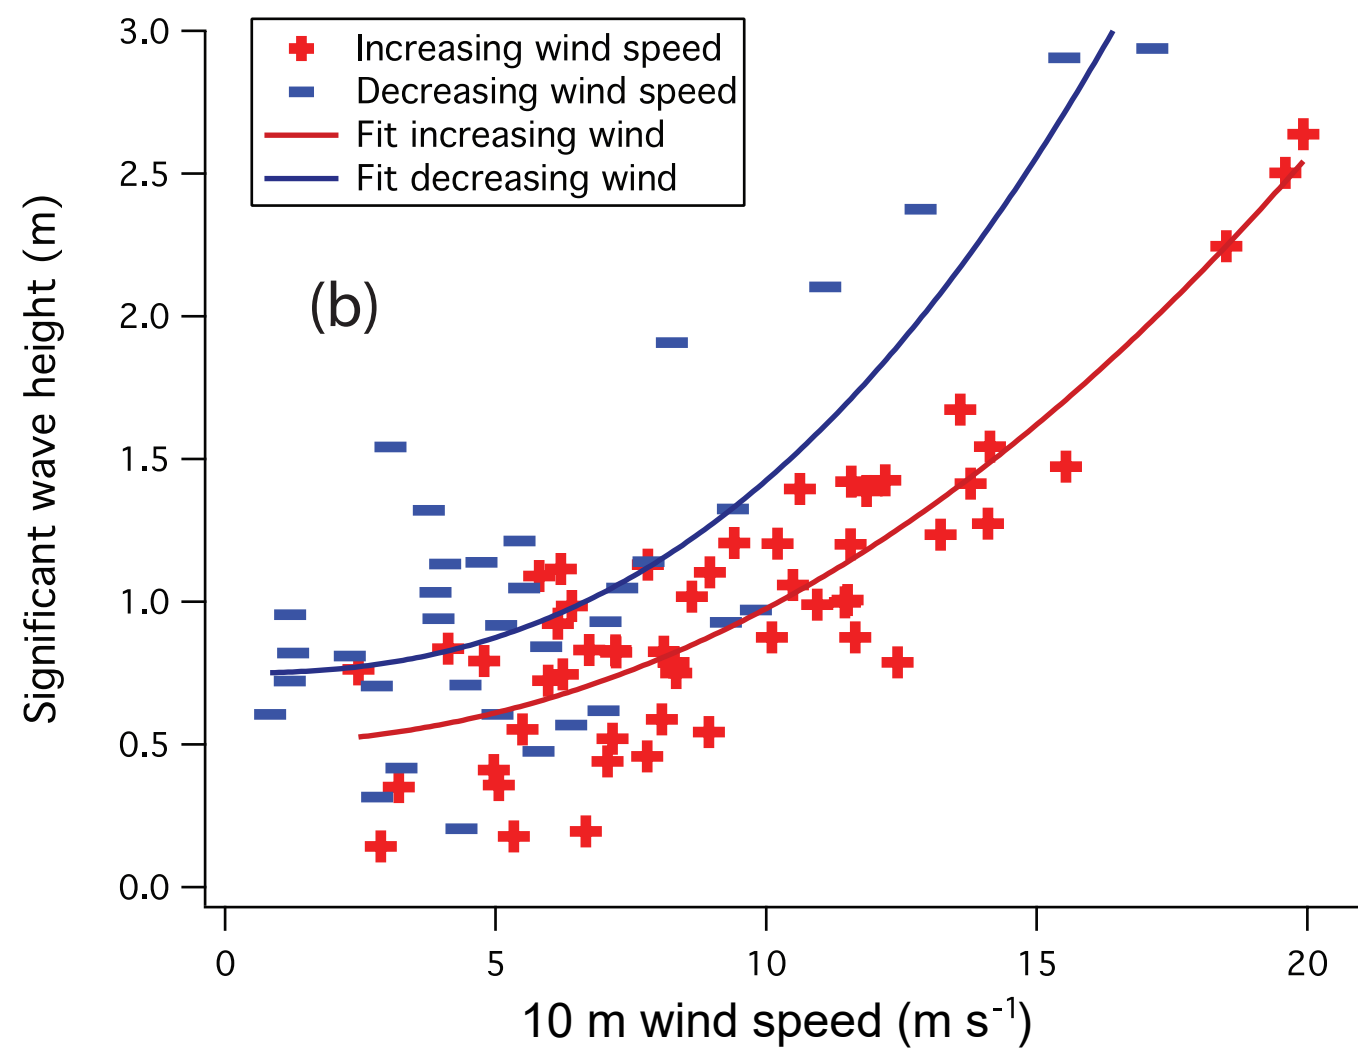 3.0
2.5
2.0
1.5
1.0
0.5
0.0
Significant wave height (m)
Increasing wind speed
Decreasing wind speed
Fit increasing wind
Fit decreasing wind
(b)
0 5 10 15 20
10 m wind speed (m s⁻¹)